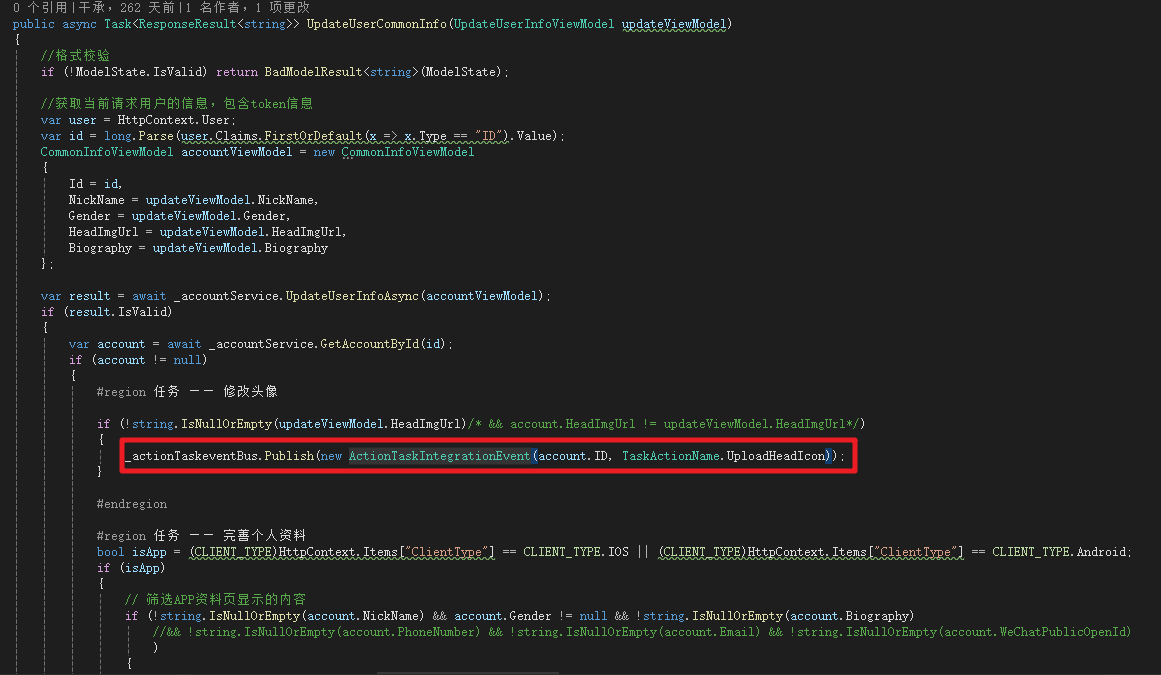 0 个引用|干承，262 天前|1 名作者，1 项更改
public async Task<ResponseResult<string>> UpdateUserCommonInfo(UpdateUserInfoViewModel updateViewModel)
{
//格式校验
if (!ModelState.IsValid) return BadModelResult<string>(ModelState);
//获取当前请求用户的信息，包含token信息
var user = HttpContext.User;
var id = long.Parse(user.Claims.FirstOrDefault(x => x.Type == "ID").Value);
CommonInfoViewModel accountViewModel = new CommonInfoViewModel
{
Id = id,
NickName = updateViewModel.NickName,
Gender = updateViewModel.Gender,
HeadImgUrl = updateViewModel.HeadImgUrl,
Biography = updateViewModel.Biography
};
var result = await _accountService.UpdateUserInfoAsync(accountViewModel);
if (result.IsValid)
{
var account = await _accountService.GetAccountById(id);
if (account != null)
{
#region 任务 —— 修改头像
if (!string.IsNullOrEmpty(updateViewModel.HeadImgUrl)/* && account.HeadImgUrl != updateViewModel.HeadImgUrl*/)
{
_actionTaskeventBus.Publish(new ActionTaskIntegrationEvent(account.ID, TaskActionName.UploadHeadIcon));
}
#endregion
#region 任务 —— 完善个人资料
bool isApp = (CLIENT_TYPE)HttpContext.Items["ClientType"] == CLIENT_TYPE.IOS || (CLIENT_TYPE)HttpContext.Items["ClientType"] == CLIENT_TYPE.Android;
if (isApp)
{
// 筛选APP资料页显示的内容
if (!string.IsNullOrEmpty(account.NickName) && account.Gender != null && !string.IsNullOrEmpty(account.Biography)
//&& !string.IsNullOrEmpty(account.PhoneNumber) && !string.IsNullOrEmpty(account.Email) && !string.IsNullOrEmpty(account.WeChatPublicOpenId)
)
{